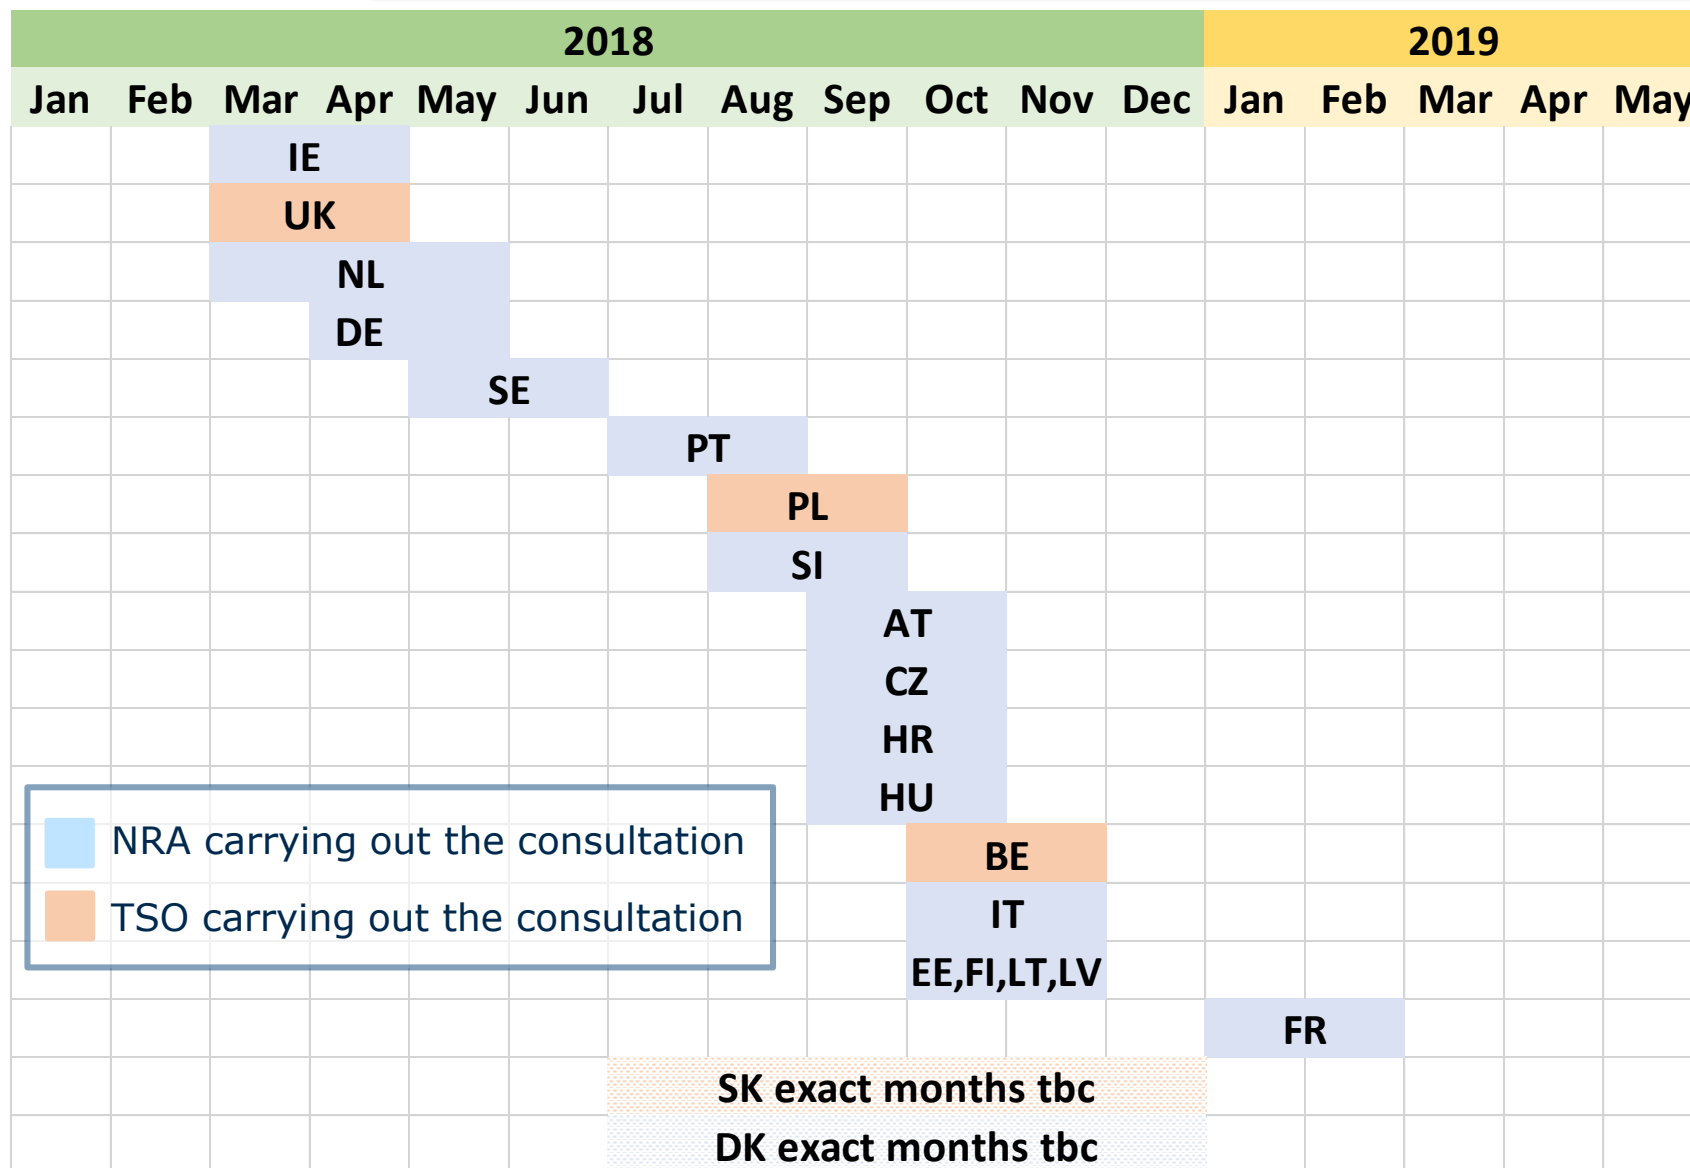 2018 2019
Jan Feb Mar Apr May Jun Jul Aug Sep Oct Nov Dec Jan Feb Mar Apr May
IE
UK
NL
DE
SE
PT
PL
SI
AT
CZ
HR
HU
NRA carrying out the consultation
BE
TSO carrying out the consultation
IT
EE,FI,LT,LV
FR
SK exact months tbc
DK exact months tbc